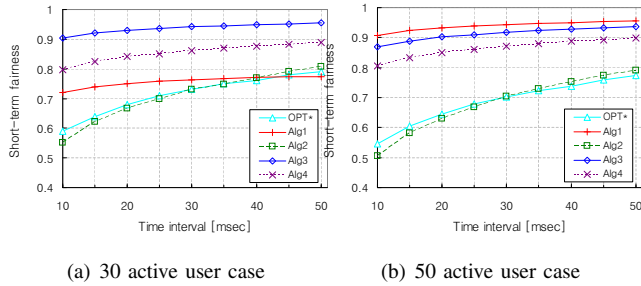 Short-term fairness
1
0.9
0.8
0.7
0.6
0.5
0.4
10
20
30
40
50
Time interval [msec]
OPT*
Alg1
Alg2
Alg3
Alg4
(a) 30 active user case
Short-term fairness
1
0.9
0.8
0.7
0.6
0.5
0.4
10
20
30
40
50
Time interval [msec]
OPT*
Alg1
Alg2
Alg3
Alg4
(b) 50 active user case